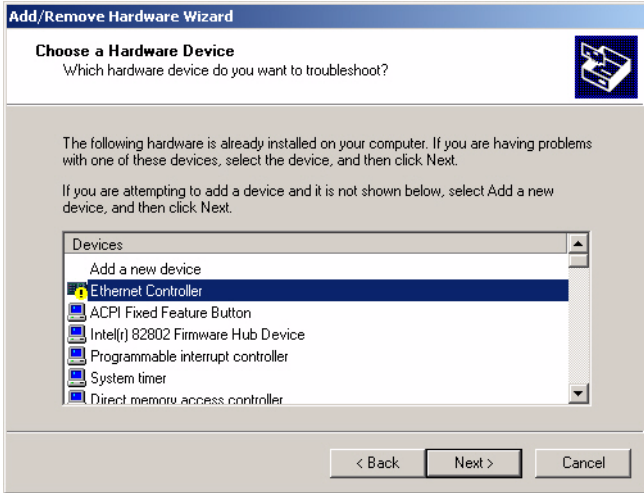 Add/Remove Hardware Wizard
Choose a Hardware Device
Which hardware device do you want to troubleshoot?
The following hardware is already installed on your computer. If you are having problems
with one of these devices, select the device, and then click Next.
If you are attempting to add a device and it is not shown below, select Add a new
device, and then click Next.
Devices
Add a new device
Ethernet Controller
ACPI Fixed Feature Button
Intel(r) 82802 Firmware Hub Device
Programmable interrupt controller
System timer
Direct memory access controller
< Back Next > Cancel